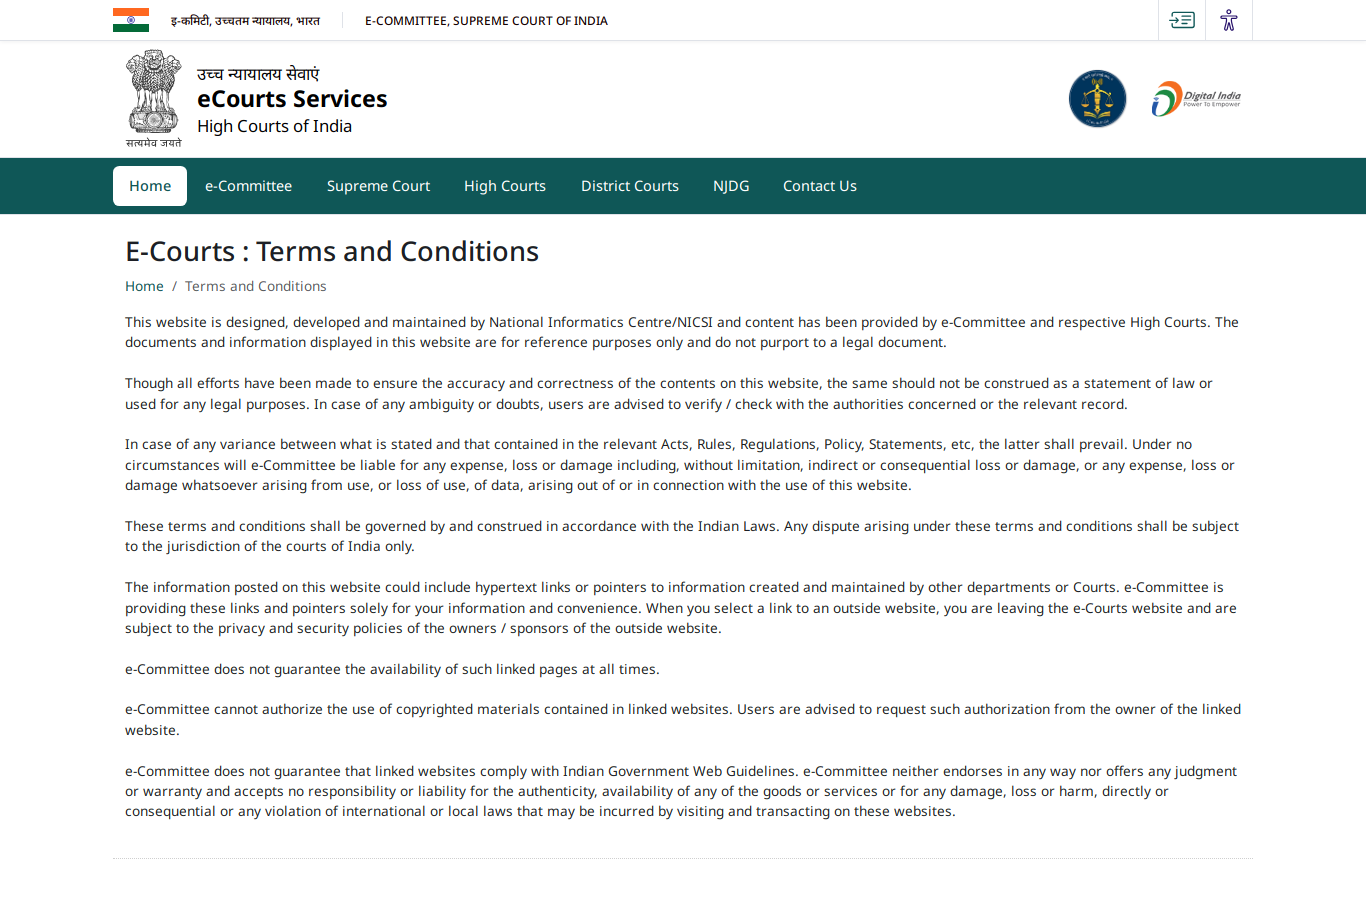 इ-कमिटी, उच्चतम न्यायालय, भारत
E-COMMITTEE, SUPREME COURT OF INDIA
उच्च न्यायालय सेवाएं
eCourts Services
High Courts of India
सत्यमेव जयते
Digital India
Power To Empower
Home
e-Committee
Supreme Court
High Courts
District Courts
NJDG
Contact Us
E-Courts : Terms and Conditions
Home / Terms and Conditions
This website is designed, developed and maintained by National Informatics Centre/NICSI and content has been provided by e-Committee and respective High Courts. The
documents and information displayed in this website are for reference purposes only and do not purport to a legal document.
Though all efforts have been made to ensure the accuracy and correctness of the contents on this website, the same should not be construed as a statement of law or
used for any legal purposes. In case of any ambiguity or doubts, users are advised to verify / check with the authorities concerned or the relevant record.
In case of any variance between what is stated and that contained in the relevant Acts, Rules, Regulations, Policy, Statements, etc, the latter shall prevail. Under no
circumstances will e-Committee be liable for any expense, loss or damage including, without limitation, indirect or consequential loss or damage, or any expense, loss or
damage whatsoever arising from use, or loss of use, of data, arising out of or in connection with the use of this website.
These terms and conditions shall be governed by and construed in accordance with the Indian Laws. Any dispute arising under these terms and conditions shall be subject
to the jurisdiction of the courts of India only.
The information posted on this website could include hypertext links or pointers to information created and maintained by other departments or Courts. e-Committee is
providing these links and pointers solely for your information and convenience. When you select a link to an outside website, you are leaving the e-Courts website and are
subject to the privacy and security policies of the owners / sponsors of the outside website.
e-Committee does not guarantee the availability of such linked pages at all times.
e-Committee cannot authorize the use of copyrighted materials contained in linked websites. Users are advised to request such authorization from the owner of the linked
website.
e-Committee does not guarantee that linked websites comply with Indian Government Web Guidelines. e-Committee neither endorses in any way nor offers any judgment
or warranty and accepts no responsibility or liability for the authenticity, availability of any of the goods or services or for any damage, loss or harm, directly or
consequential or any violation of international or local laws that may be incurred by visiting and transacting on these websites.